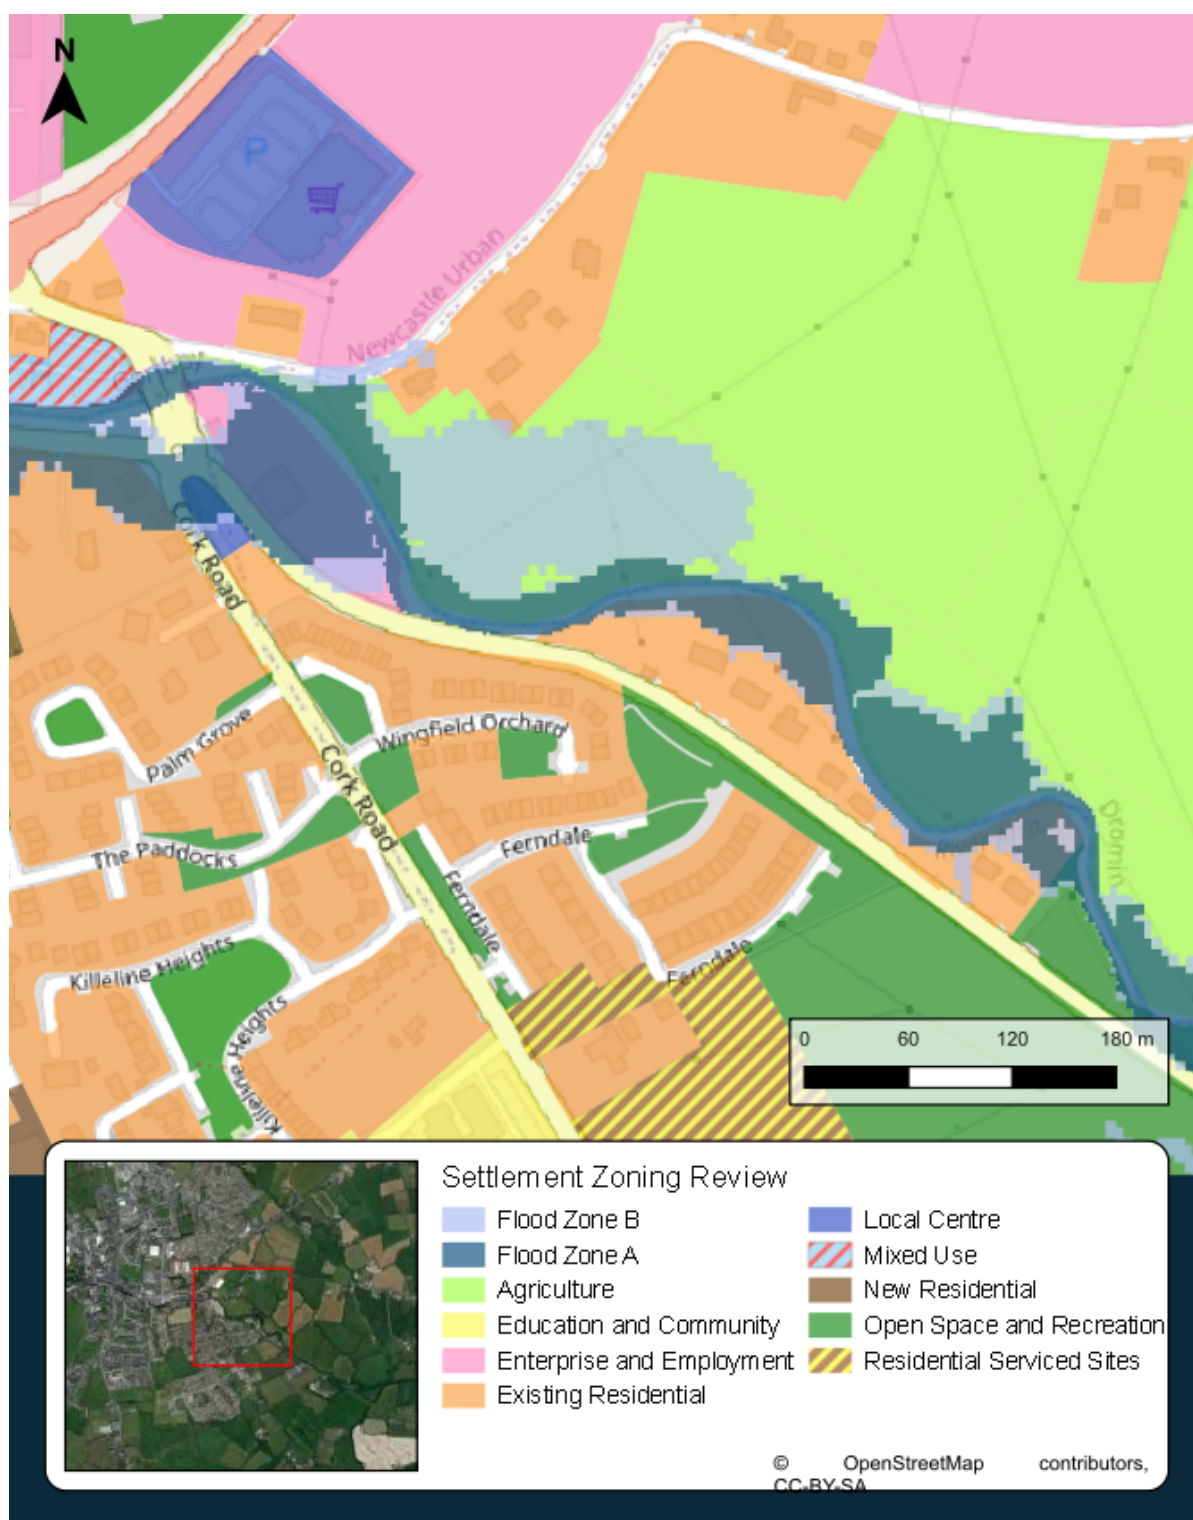 N
P
Newcastle Urban
Cork Road
Wingfield Orchard
Palm Grove
Cork Road
Dromin
The Paddocks
Ferndale
Ferndale
Killeline Heights
Ferndale
Killeline Heights
0 60 120 180 m
Settlement Zoning Review
Flood Zone B
Local Centre
Flood Zone A
Mixed Use
Agriculture
New Residential
Education and Community
Open Space and Recreation
Enterprise and Employment
Residential Serviced Sites
Existing Residential
© OpenStreetMap contributors,
CC-BY-SA